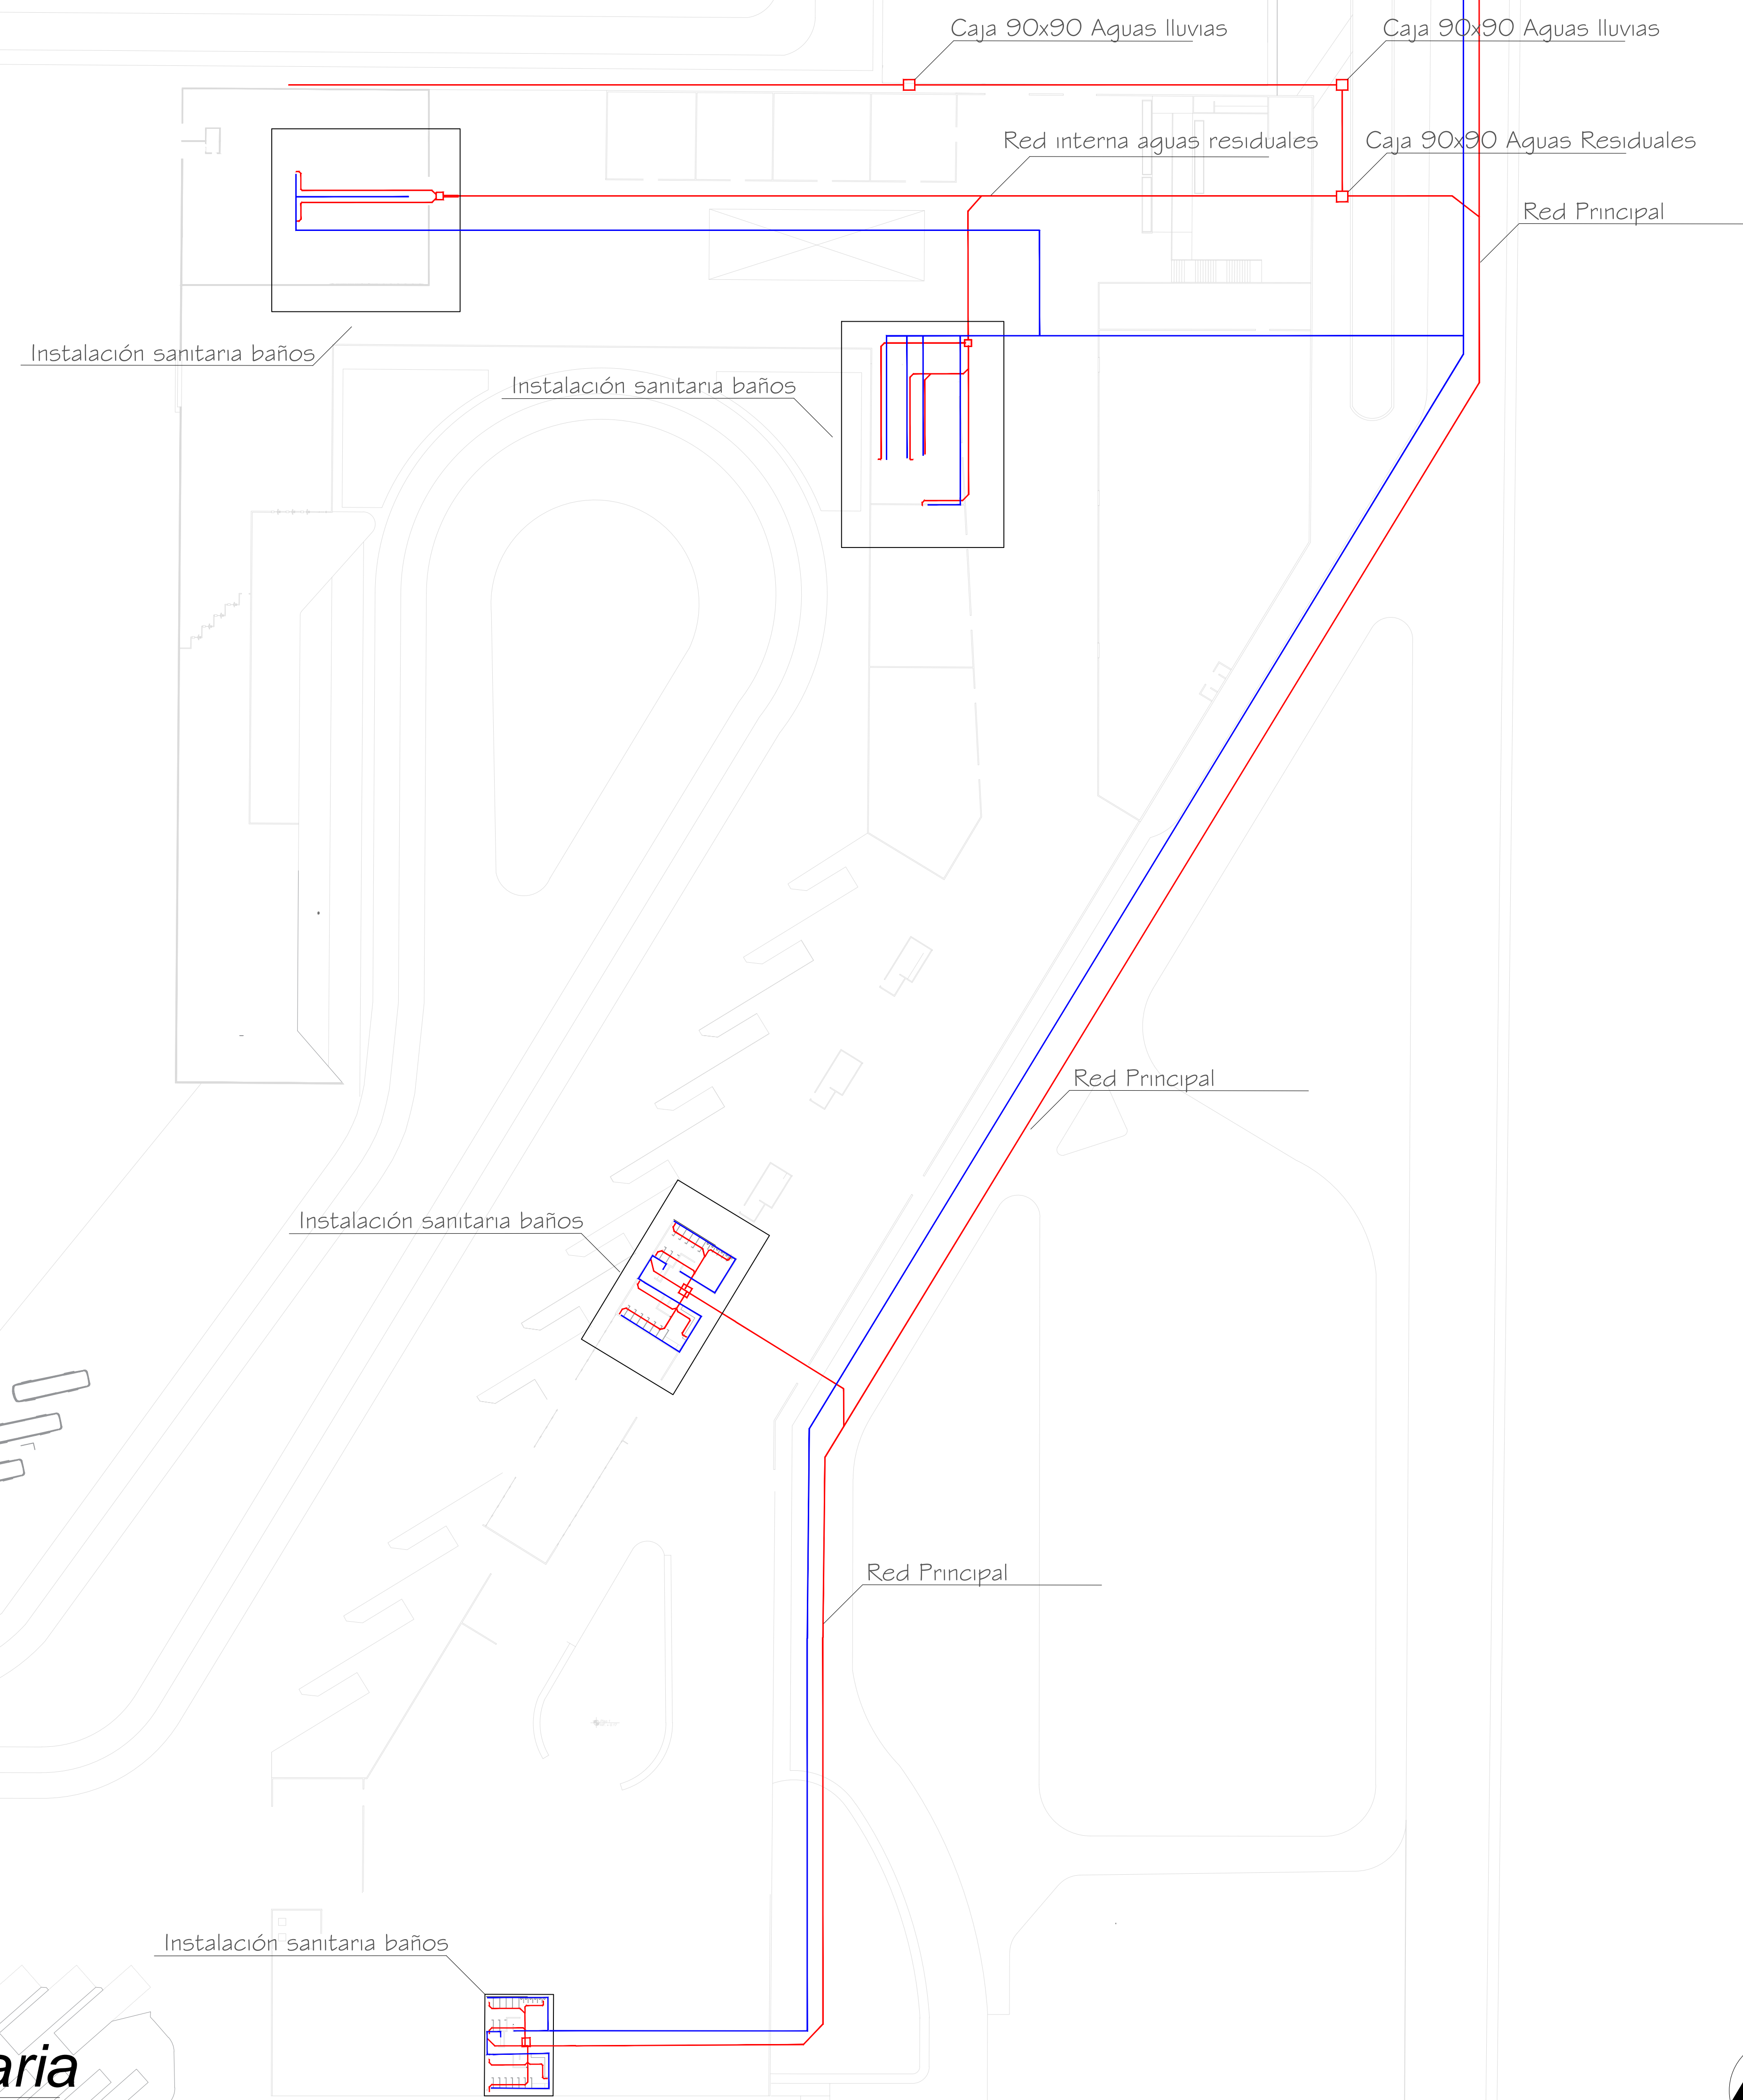 Caja 90x90 Aguas lluvias
Caja 90x90 Aguas lluvias
Red interna aguas residuales
Caja 90x90 Aguas Residuales
Red Principal
Instalación sanitaria baños
Instalación sanitaria baños
Red Principal
Instalación sanitaria baños
Red Principal
Instalación sanitaria baños
aria